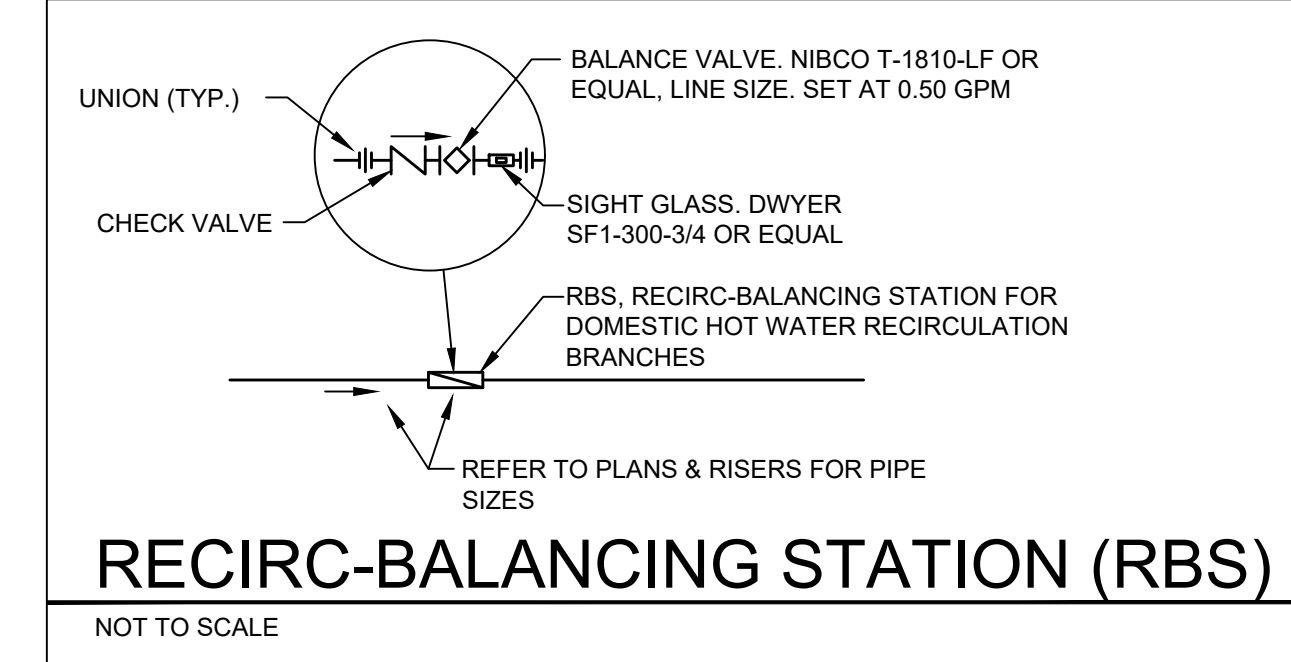 UNION (TYP.)
BALANCE VALVE. NIBCO T-1810-LF OR
EQUAL, LINE SIZE. SET AT 0.50 GPM
CHECK VALVE
SIGHT GLASS. DWYER
SF1-300-3/4 OR EQUAL
RBS, RECIRC-BALANCING STATION FOR
DOMESTIC HOT WATER RECIRCULATION
BRANCHES
REFER TO PLANS & RISERS FOR PIPE
SIZES
RECIRC-BALANCING STATION (RBS)
NOT TO SCALE